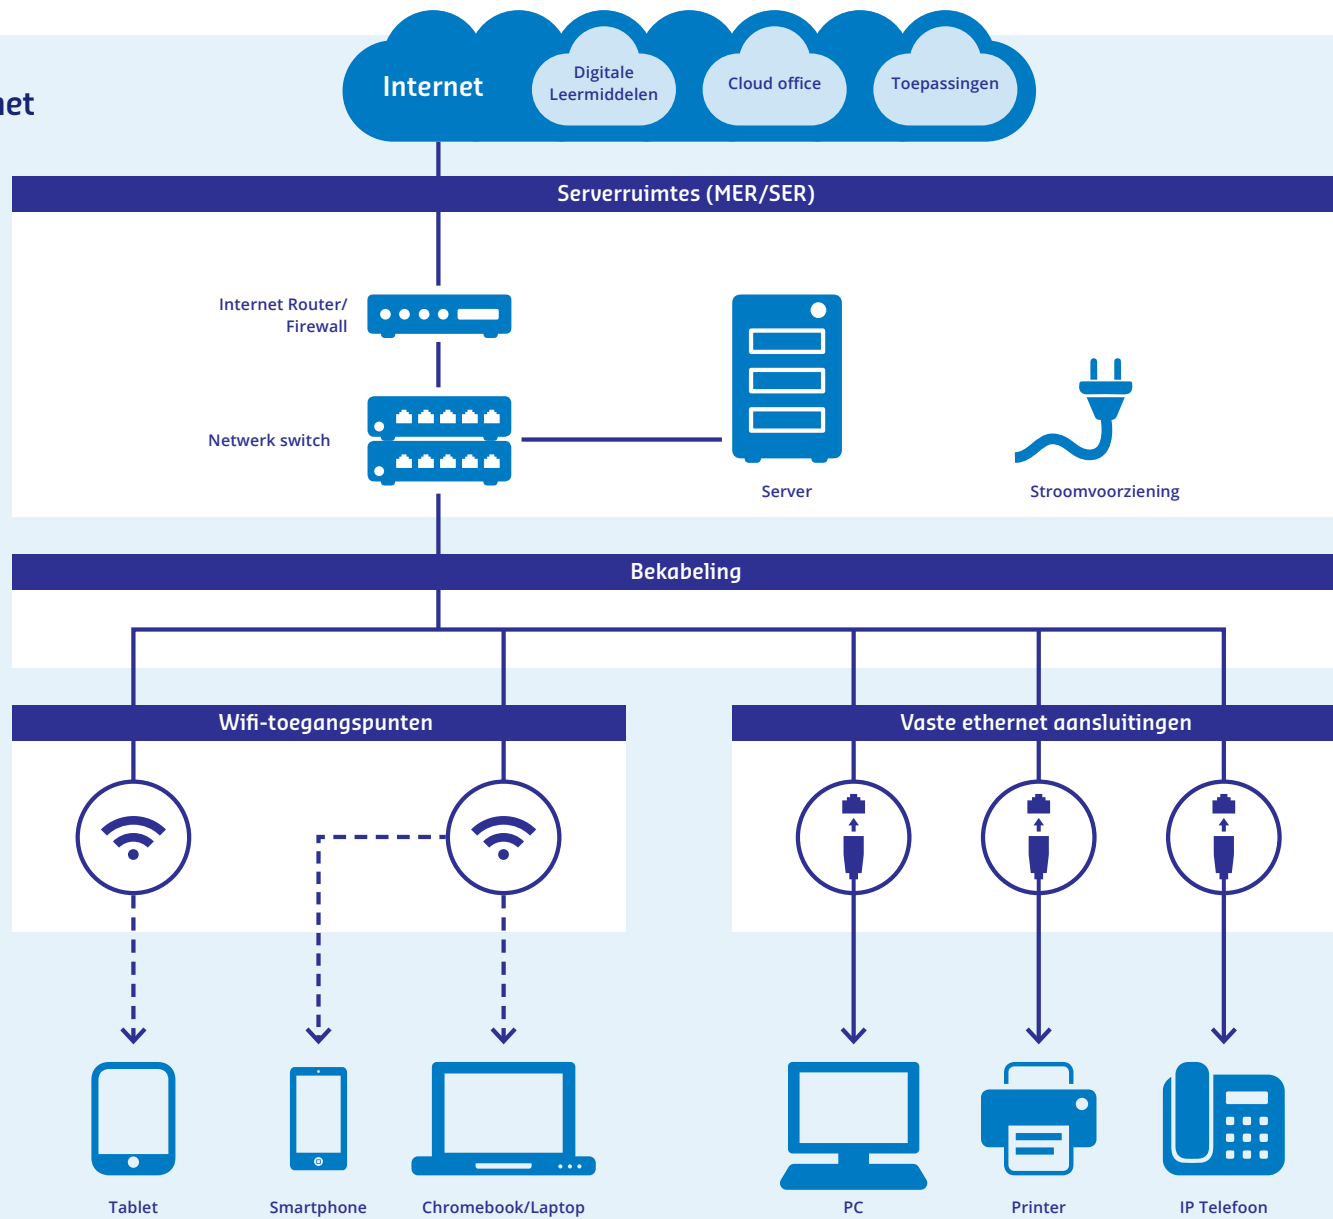 Internet
Digitale
Leermiddelen
Cloud office
Toepassingen
Serverruimtes (MER/SER)
Internet Router/
Firewall
Netwerk switch
Server
Stroomvoorziening
Bekabeling
Wifi-toegangspunten
Vaste ethernet aansluitingen
Tablet
Smartphone
Chromebook/Laptop
PC
Printer
IP Telefoon